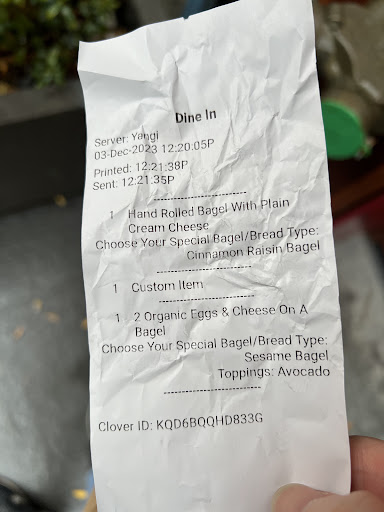 Dine In
Server: Yangi
03-Dec-2023 12:20:05P
Printed: 12:21:38P
Sent: 12:21:35P
1 Hand Rolled Bagel With Plain
Cream Cheese
Choose Your Special Bagel/Bread Type:
Cinnamon Raisin Bagel
1 Custom Item
1 2 Organic Eggs & Cheese On A
Bagel
Choose Your Special Bagel/Bread Type:
Sesame Bagel
Toppings: Avocado
Clover ID: KQD6BQQHD833G